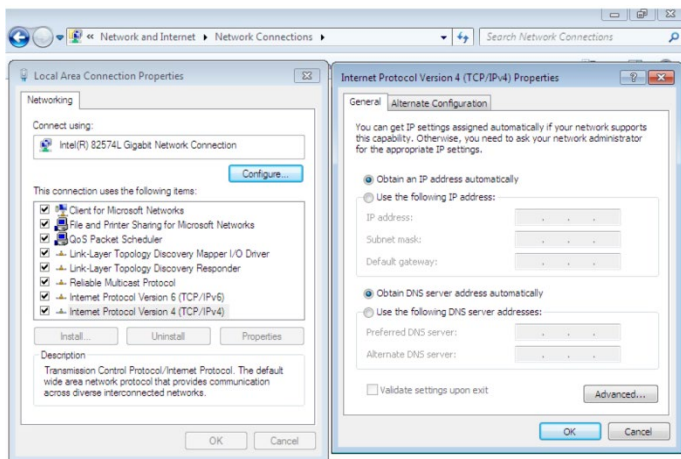 « Network and Internet ▸ Network Connections ▸
Search Network Connections
Local Area Connection Properties
Networking
Connect using:
Intel(R) 82574L Gigabit Network Connection
Configure...
This connection uses the following items:
Client for Microsoft Networks
File and Printer Sharing for Microsoft Networks
QoS Packet Scheduler
Link-Layer Topology Discovery Mapper I/O Driver
Link-Layer Topology Discovery Responder
Reliable Multicast Protocol
Internet Protocol Version 6 (TCP/IPv6)
Internet Protocol Version 4 (TCP/IPv4)
Install...
Uninstall
Properties
Description
Transmission Control Protocol/Internet Protocol. The default
wide area network protocol that provides communication
across diverse interconnected networks.
OK
Cancel
Internet Protocol Version 4 (TCP/IPv4) Properties
General
Alternate Configuration
You can get IP settings assigned automatically if your network supports
this capability. Otherwise, you need to ask your network administrator
for the appropriate IP settings.
Obtain an IP address automatically
Use the following IP address:
IP address:
Subnet mask:
Default gateway:
Obtain DNS server address automatically
Use the following DNS server addresses:
Preferred DNS server:
Alternate DNS server:
Validate settings upon exit
Advanced...
OK
Cancel